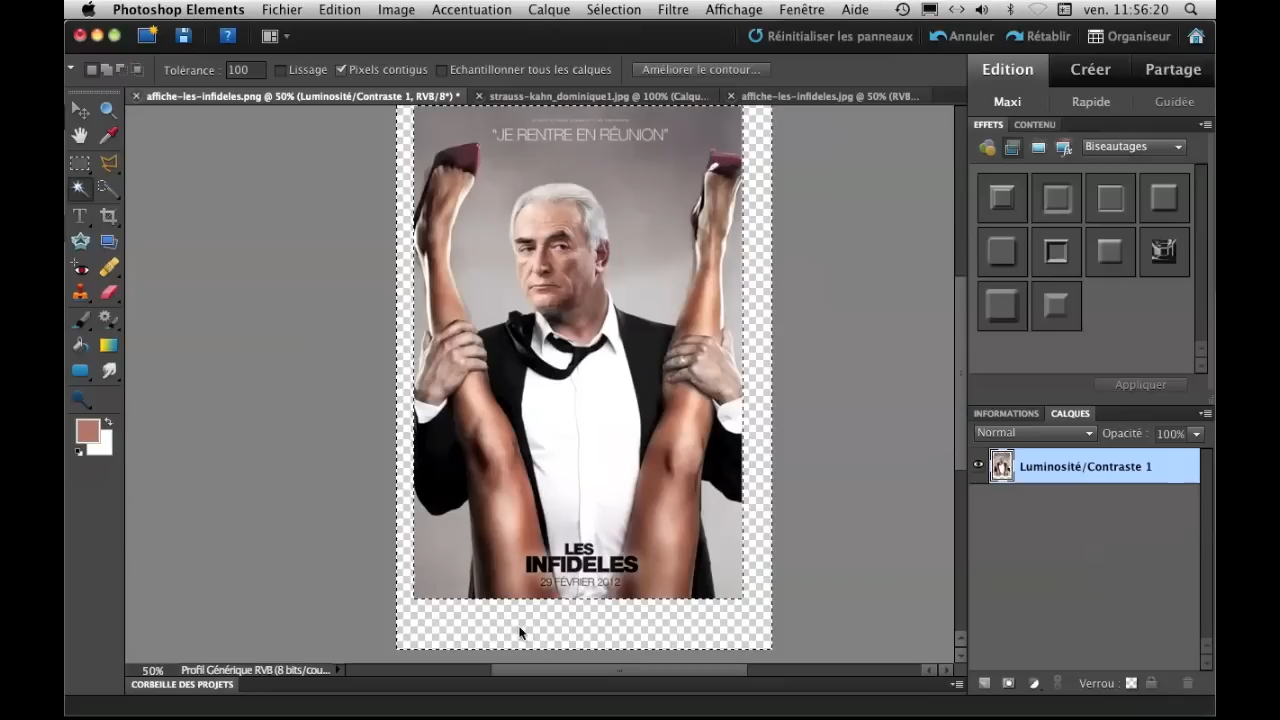 Photoshop Elements Fichier Edition Image Accentuation Calque Sélection Filtre Affichage Fenêtre Aide ven. 11:56:20
Réinitialiser les panneaux Annuler Rétablir Organiseur
Tolérance : 100 Lissage Pixels contigus Echantillonner tous les calques Améliorer le contour...
Edition Créer Partage
affiche-les-infideles.png @ 50% (Luminosité/Contraste 1, RVB/8*) * strauss-kahn_dominique1.jpg @ 100% (Calqu... affiche-les-infideles.jpg @ 50% (RVB...
Maxi Rapide Guidée
EFFETS CONTENU
Biseautages
"JE RENTRE EN RÉUNION"
Appliquer
INFORMATIONS CALQUES
Normal Opacité : 100%
Luminosité/Contraste 1
LES
INFIDELES
29 FÉVRIER 2012
50% Profil Générique RVB (8 bits/cou...
CORBEILLE DES PROJETS
Verrou :